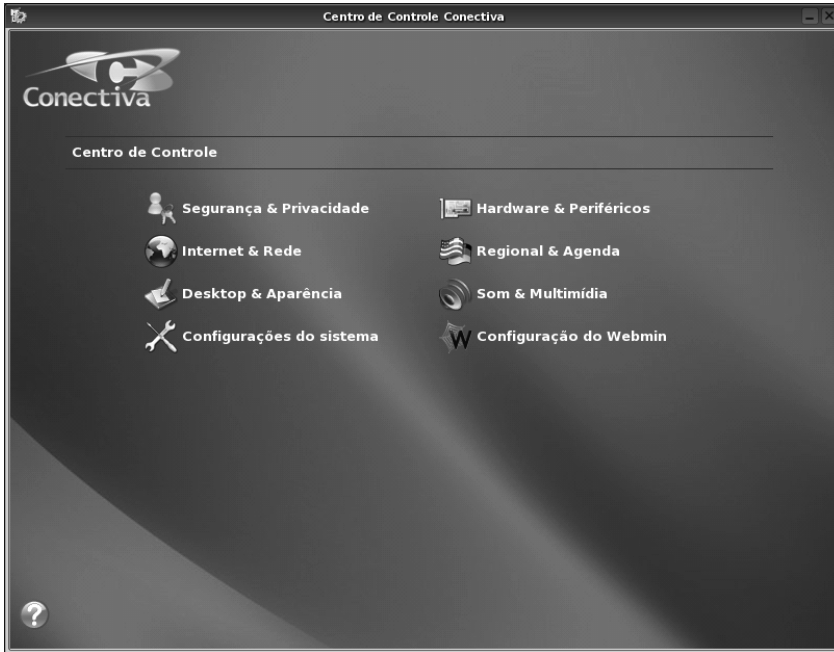 Centro de Controle Conectiva
Conectiva
Centro de Controle
Segurança & Privacidade
Hardware & Periféricos
Internet & Rede
Regional & Agenda
Desktop & Aparência
Som & Multimídia
Configurações do sistema
W Configuração do Webmin
?